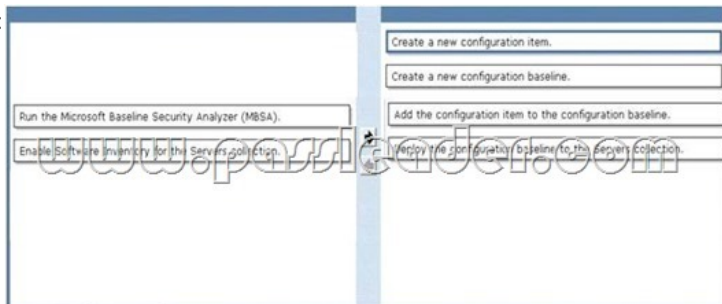 :
Create a new configuration item.
Create a new configuration baseline.
Run the Microsoft Baseline Security Analyzer (MBSA).
Add the configuration item to the configuration baseline.
Enable Software Inventory for the Servers collection.
Deploy the configuration baseline to the Servers collection.
www.passleader.com